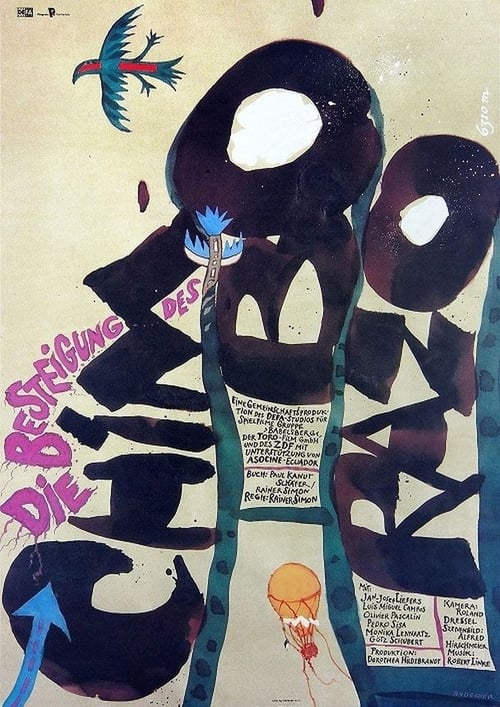 DEFA
DIE BESTEIGUNG
DES
CHIMBORAZO
6310 m
EINE GEMEINSCHAFTSPRODUK-
TION DES DEFA-STUDIOS FÜR
SPIELFILME GRUPPE
>BABELSBERG<,
DER TORO-FILM GMBH
UND DES ZDF MIT
UNTERSTÜTZUNG VON
ASOCINE-ECUADOR
BUCH: PAUL KANUT
SCHÄFER/
RAINER SIMON
REGIE: RAINER SIMON
MIT:
JAN-JOSEF LIEFERS
LUIS MIGUEL CAMPOS
OLIVIER PASCALIN
PEDRO SISA
MONIKA LENNARTZ
GÖTZ SCHUBERT
PRODUKTION:
DOROTHEA HILDEBRANDT
KAMERA:
ROLAND
DRESSEL
SZENENBILD:
ALFRED
HIRSCHMEIER
MUSIK:
ROBERT LINKE